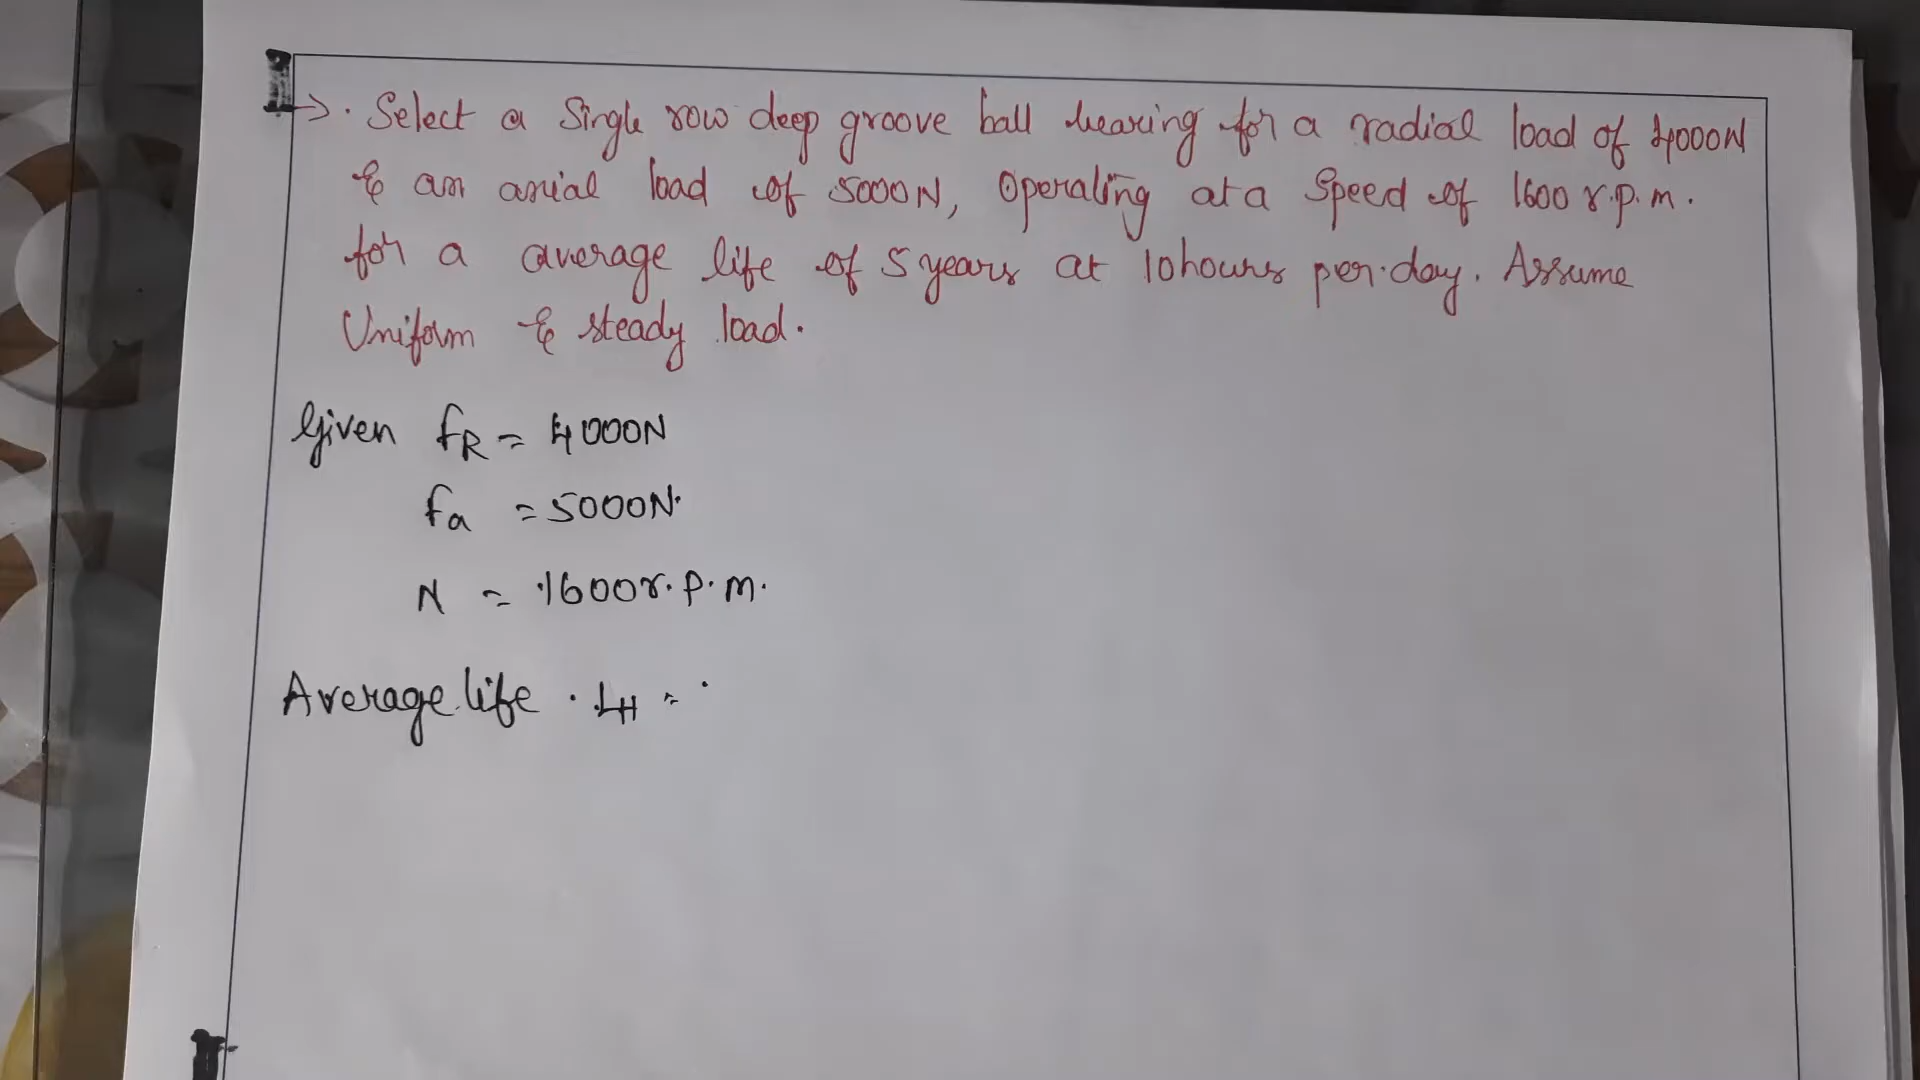 →. Select a Single row deep groove ball bearing for a radial load of 4000N
& an axial load of 5000N, Operating at a Speed of 1600 r.p.m.
for a average life of 5 years at 10 hours per day. Assume
Uniform & steady load.
Given fR = 4000N
fa = 5000N.
N = 1600 r.p.m.
Average life LH =